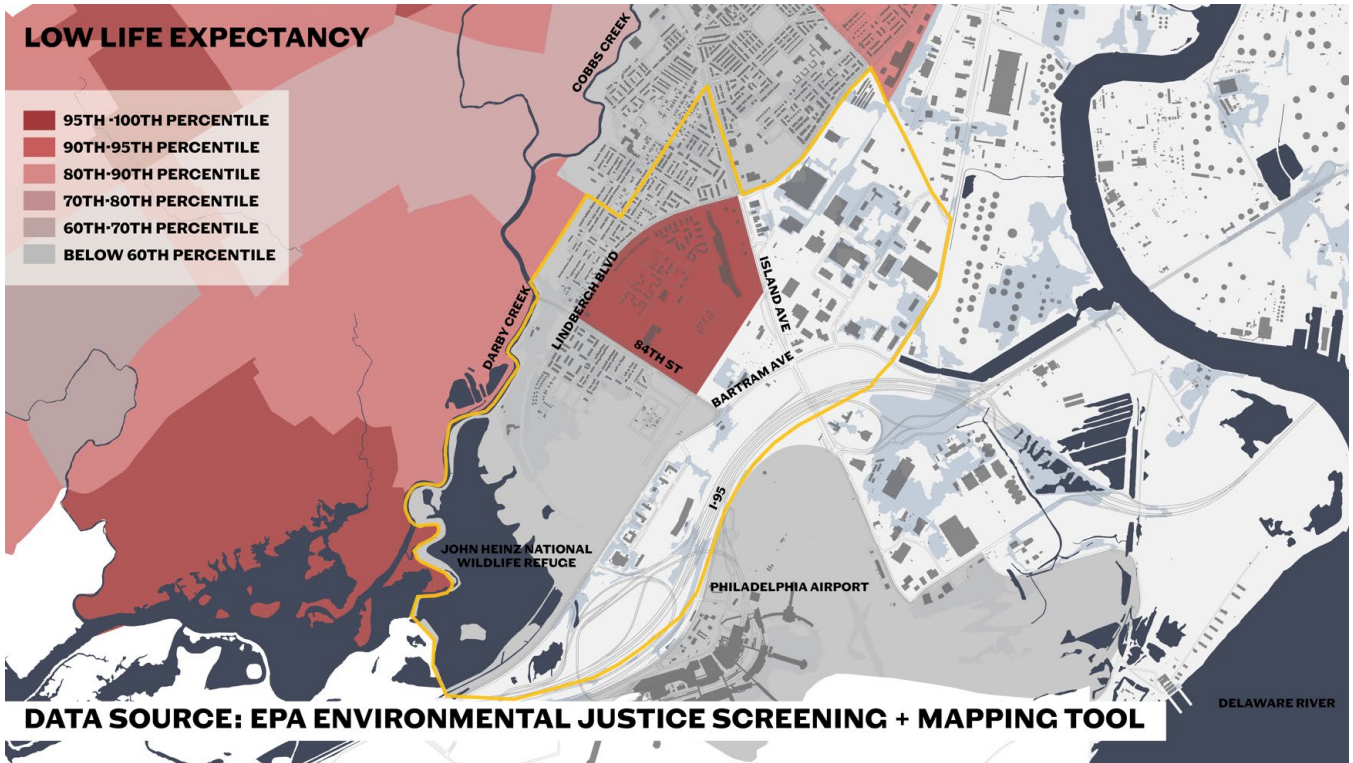 LOW LIFE EXPECTANCY
95TH -100TH PERCENTILE
90TH-95TH PERCENTILE
80TH-90TH PERCENTILE
70TH-80TH PERCENTILE
60TH-70TH PERCENTILE
BELOW 60TH PERCENTILE
COBBS CREEK
DARBY CREEK
LINDBERGH BLVD
ISLAND AVE
84TH ST
BARTRAM AVE
I-95
JOHN HEINZ NATIONAL
WILDLIFE REFUGE
PHILADELPHIA AIRPORT
DELAWARE RIVER
DATA SOURCE: EPA ENVIRONMENTAL JUSTICE SCREENING + MAPPING TOOL